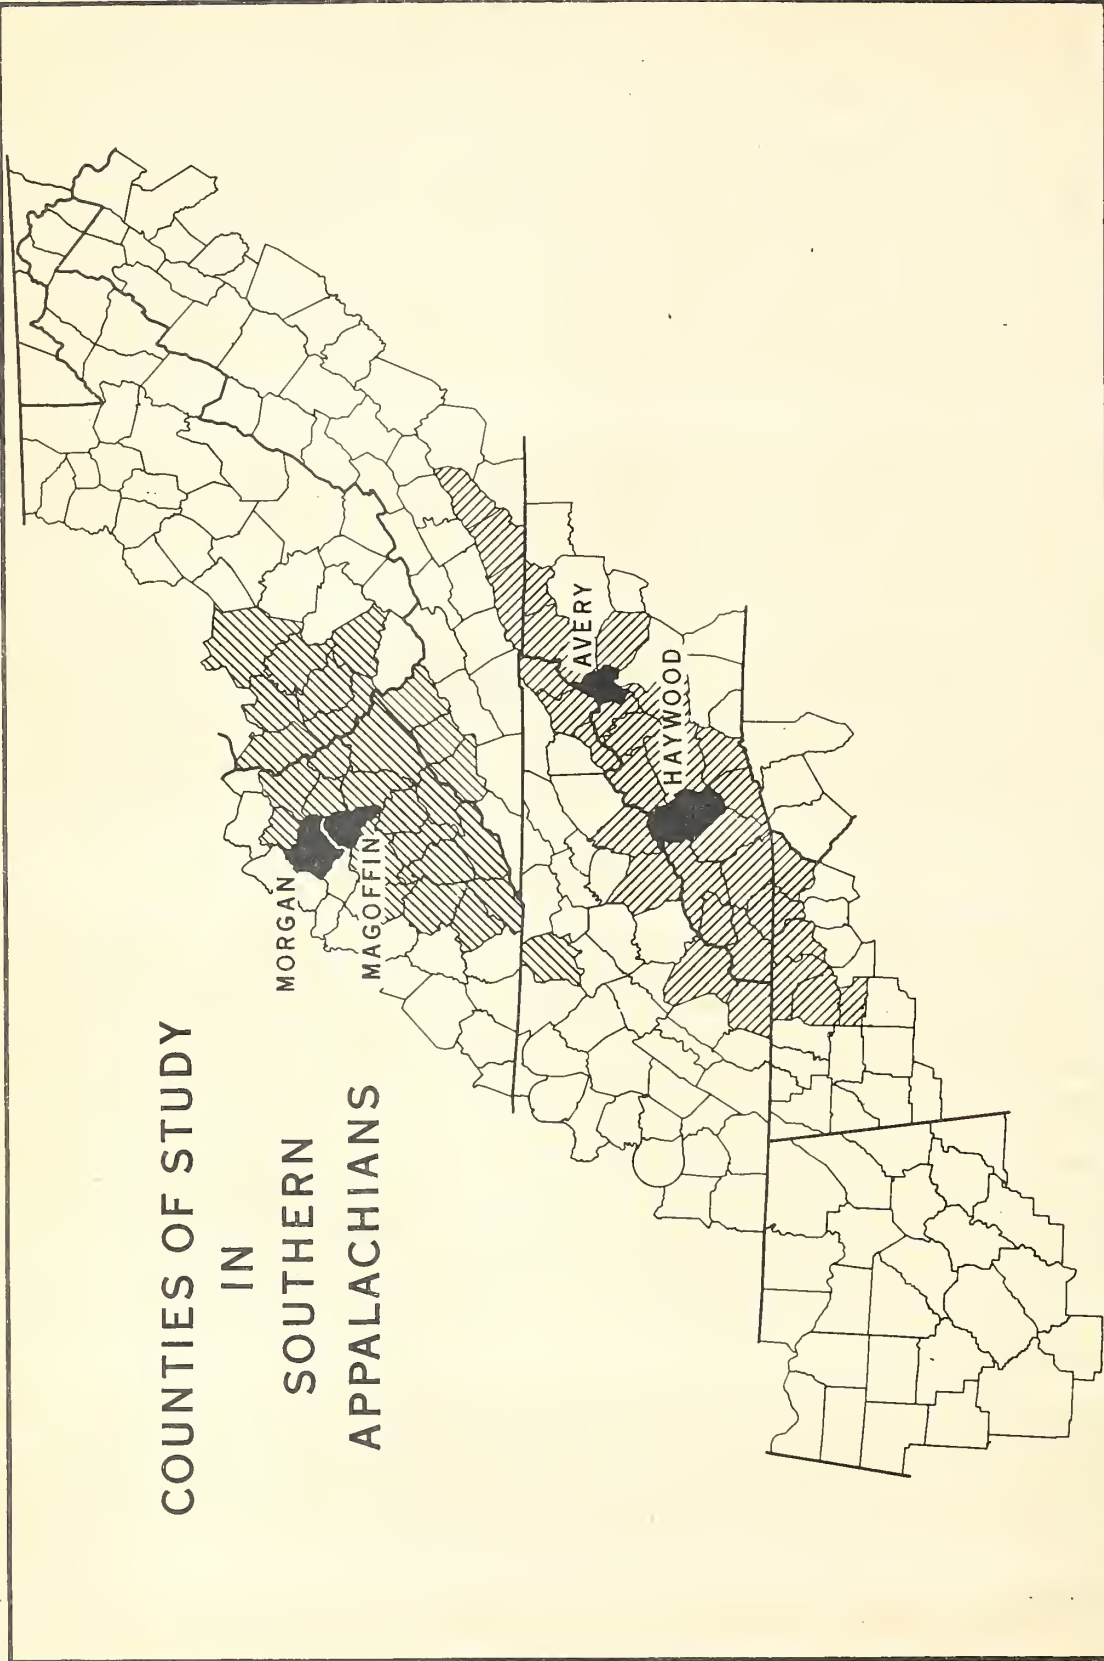 COUNTIES OF STUDY
IN
SOUTHERN
APPALACHIANS
MORGAN
MAGOFFIN
AVERY
HAYWOOD